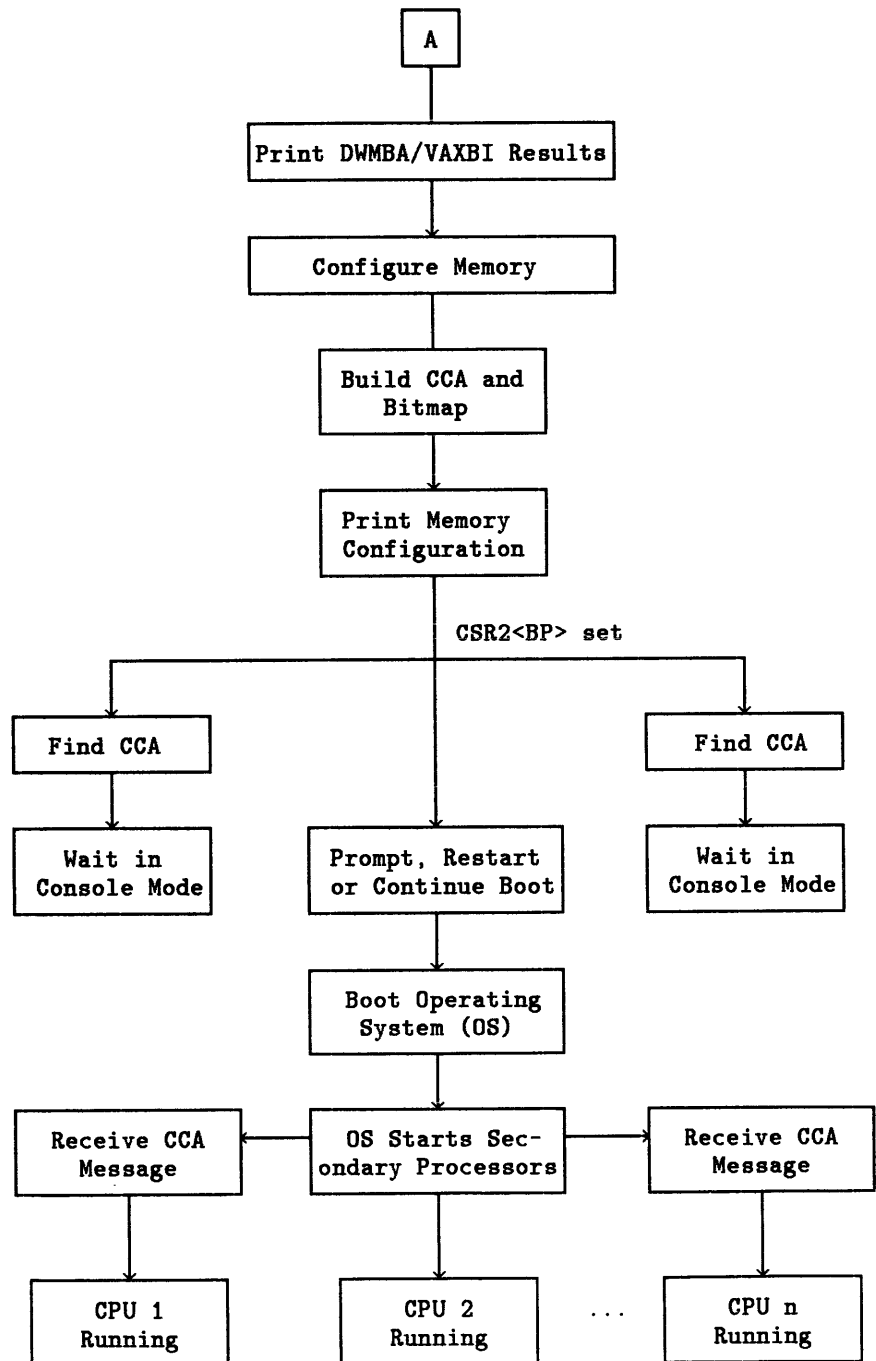 A
Print DWMBA/VAXBI Results
Configure Memory
Build CCA and
Bitmap
Print Memory
Configuration
CSR2<BP> set
Find CCA
Find CCA
Wait in
Console Mode
Prompt, Restart
or Continue Boot
Wait in
Console Mode
Boot Operating
System (OS)
Receive CCA
Message
OS Starts Sec-
ondary Processors
Receive CCA
Message
CPU 1
Running
CPU 2
Running
...
CPU n
Running